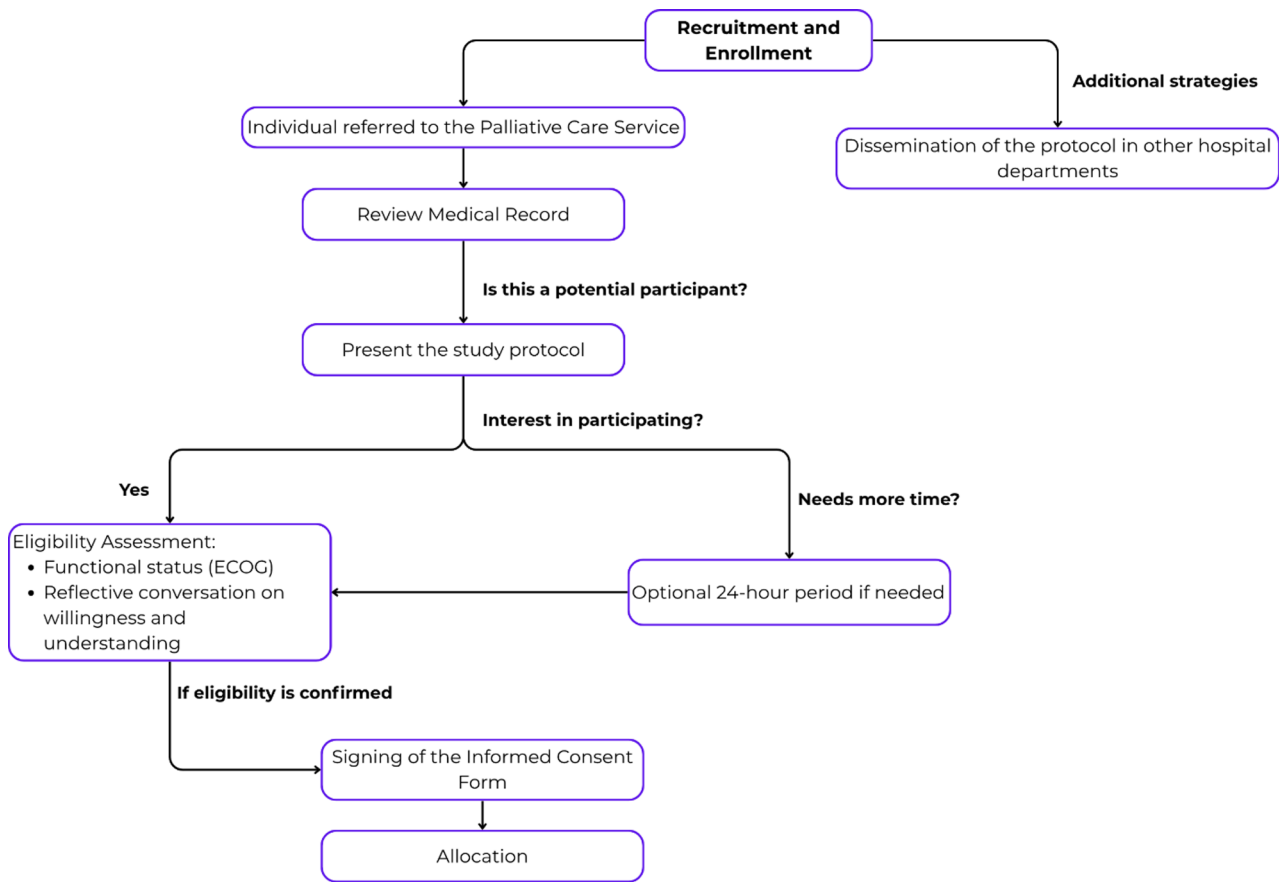 Recruitment and
Enrollment
Additional strategies
Individual referred to the Palliative Care Service
Dissemination of the protocol in other hospital
departments
Review Medical Record
Is this a potential participant?
Present the study protocol
Interest in participating?
Yes
Needs more time?
Eligibility Assessment:
• Functional status (ECOG)
• Reflective conversation on
willingness and
understanding
Optional 24-hour period if needed
If eligibility is confirmed
Signing of the Informed Consent
Form
Allocation